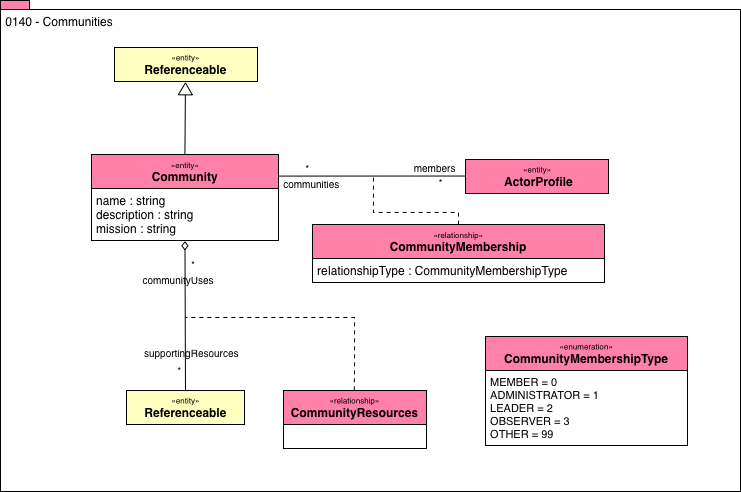 0140 - Communities
«entity»
Referenceable
«entity»
Community
name : string
description : string
mission : string
*
communities
members
*
«entity»
ActorProfile
«relationship»
CommunityMembership
relationshipType : CommunityMembershipType
*
communityUses
supportingResources
*
«entity»
Referenceable
«relationship»
CommunityResources
«enumeration»
CommunityMembershipType
MEMBER = 0
ADMINISTRATOR = 1
LEADER = 2
OBSERVER = 3
OTHER = 99